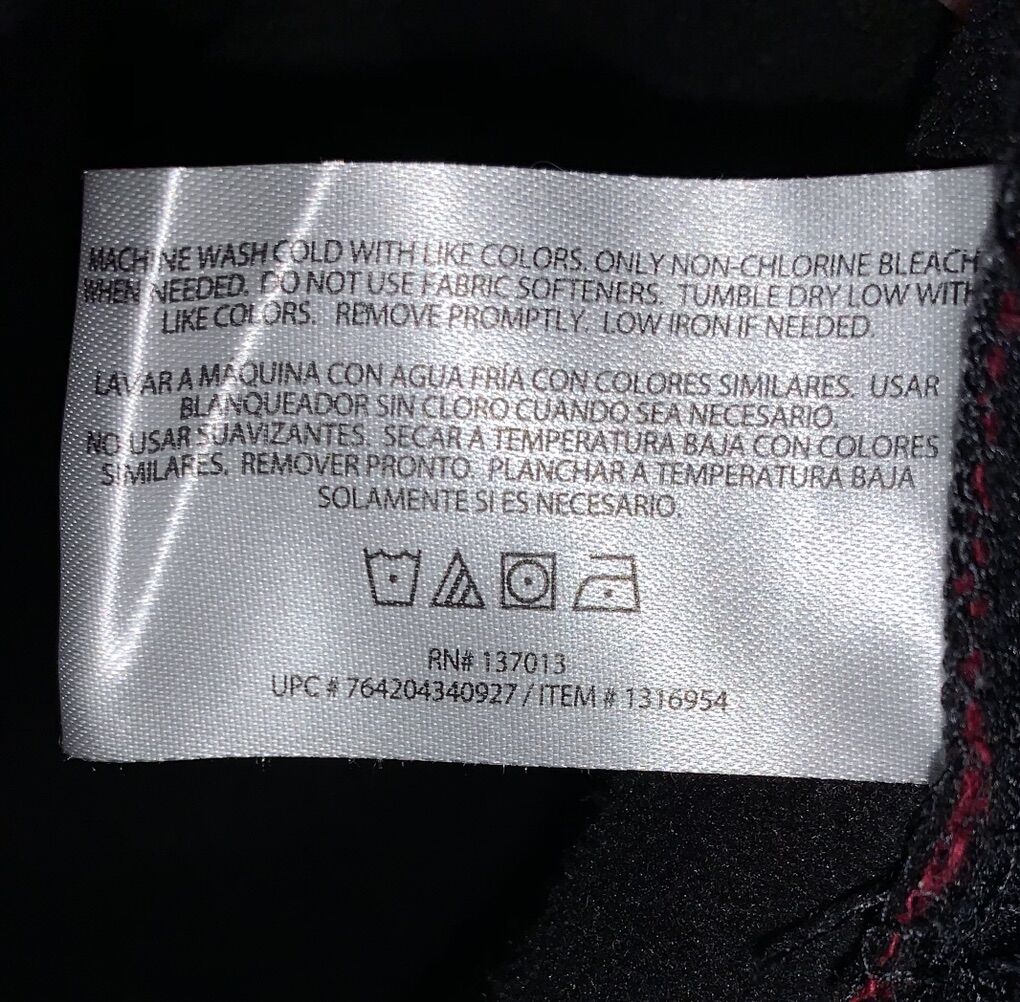 MACHINE WASH COLD WITH LIKE COLORS. ONLY NON-CHLORINE BLEACH
WHEN NEEDED. DO NOT USE FABRIC SOFTENERS. TUMBLE DRY LOW WITH
LIKE COLORS. REMOVE PROMPTLY. LOW IRON IF NEEDED.
LAVAR A MAQUINA CON AGUA FRÍA CON COLORES SIMILARES. USAR
BLANQUEADOR SIN CLORO CUANDO SEA NECESARIO.
NO USAR SUAVIZANTES. SECAR A TEMPERATURA BAJA CON COLORES
SIMILARES. REMOVER PRONTO. PLANCHAR A TEMPERATURA BAJA
SOLAMENTE SI ES NECESARIO.
RN# 137013
UPC # 764204340927 / ITEM # 1316954